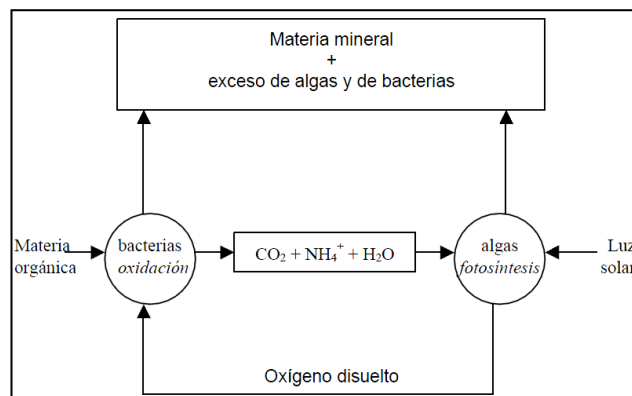 Materia mineral
+
exceso de algas y de bacterias
Materia
orgánica
bacterias
oxidación
CO₂ + NH₄⁺ + H₂O
algas
fotosíntesis
Luz
solar
Oxígeno disuelto